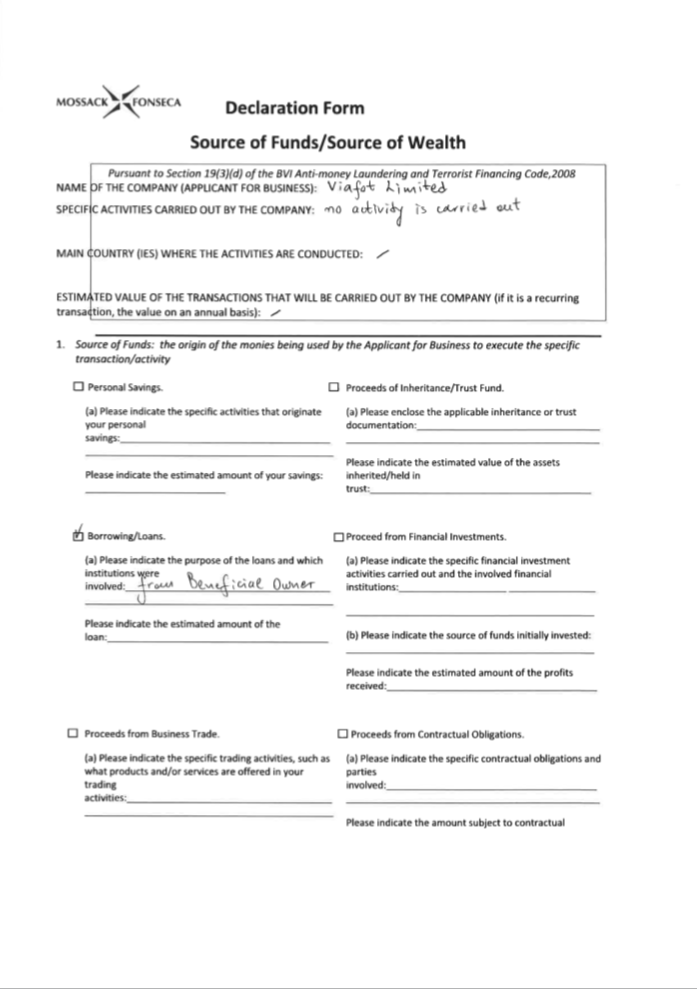 MOSSACK FONSECA
Declaration Form
Source of Funds/Source of Wealth
Pursuant to Section 19(3)(d) of the BVI Anti-money Laundering and Terrorist Financing Code,2008
NAME OF THE COMPANY (APPLICANT FOR BUSINESS): Viafot Limited
SPECIFIC ACTIVITIES CARRIED OUT BY THE COMPANY: no activity is carried out
MAIN COUNTRY (IES) WHERE THE ACTIVITIES ARE CONDUCTED: /
ESTIMATED VALUE OF THE TRANSACTIONS THAT WILL BE CARRIED OUT BY THE COMPANY (if it is a recurring
transaction, the value on an annual basis): /
1. Source of Funds: the origin of the monies being used by the Applicant for Business to execute the specific
transaction/activity
Personal Savings.
(a) Please indicate the specific activities that originate
your personal
savings:
Please indicate the estimated amount of your savings:
Proceeds of Inheritance/Trust Fund.
(a) Please enclose the applicable inheritance or trust
documentation:
Please indicate the estimated value of the assets
inherited/held in
trust:
Borrowing/Loans.
(a) Please indicate the purpose of the loans and which
institutions were
involved: from Beneficial Owner
Please indicate the estimated amount of the
loan:
Proceed from Financial Investments.
(a) Please indicate the specific financial investment
activities carried out and the involved financial
institutions:
(b) Please indicate the source of funds initially invested:
Please indicate the estimated amount of the profits
received:
Proceeds from Business Trade.
(a) Please indicate the specific trading activities, such as
what products and/or services are offered in your
trading
activities:
Proceeds from Contractual Obligations.
(a) Please indicate the specific contractual obligations and
parties
involved:
Please indicate the amount subject to contractual